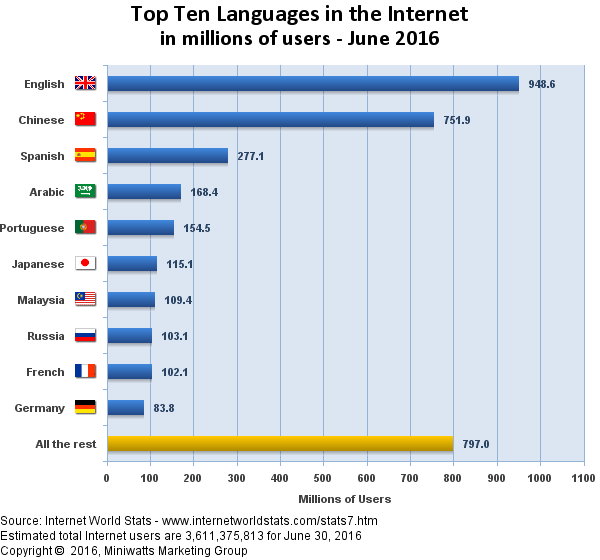 Top Ten Languages in the Internet
in millions of users - June 2016
English 948.6
Chinese 751.9
Spanish 277.1
Arabic 168.4
Portuguese 154.5
Japanese 115.1
Malaysia 109.4
Russia 103.1
French 102.1
Germany 83.8
All the rest 797.0
0 100 200 300 400 500 600 700 800 900 1000 1100
Millions of Users
Source: Internet World Stats - www.internetworldstats.com/stats7.htm
Estimated total Internet users are 3,611,375,813 for June 30, 2016
Copyright © 2016, Miniwatts Marketing Group